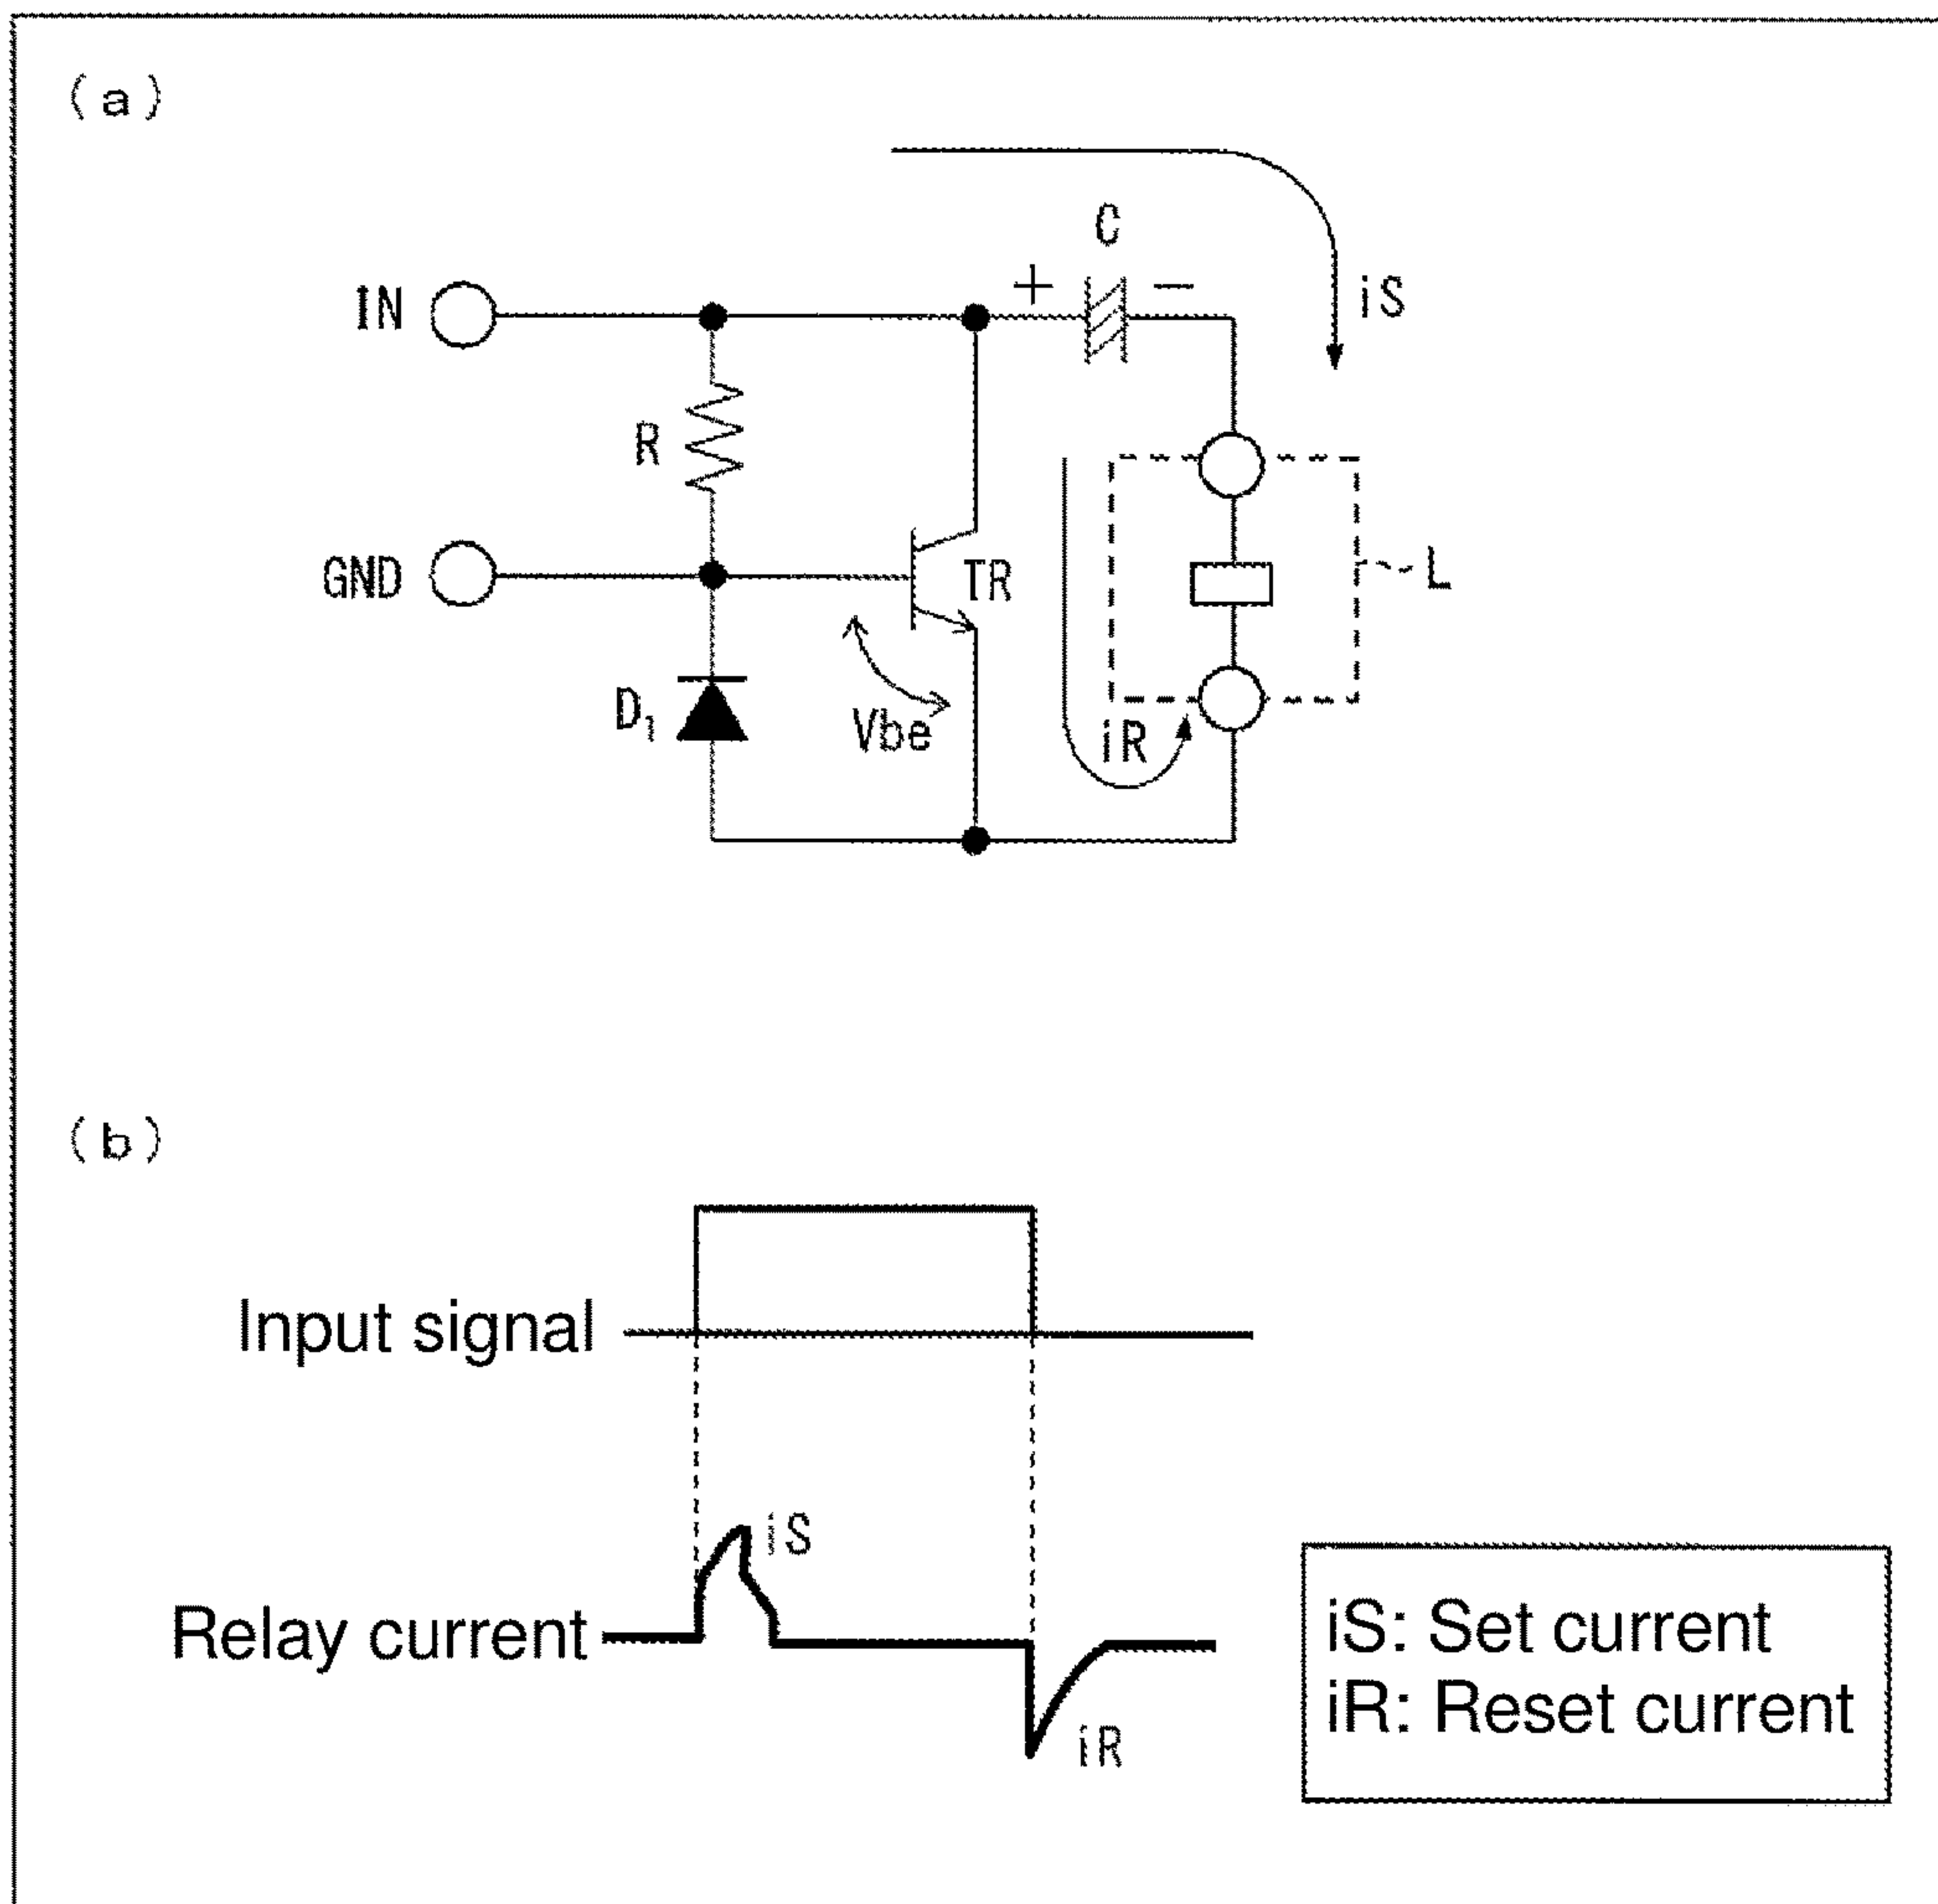 (a)
C
+ −
iS
IN
R
GND
TR
L
D1
Vbe
iR
(b)
Input signal
iS
Relay current
iR
iS: Set current
iR: Reset current